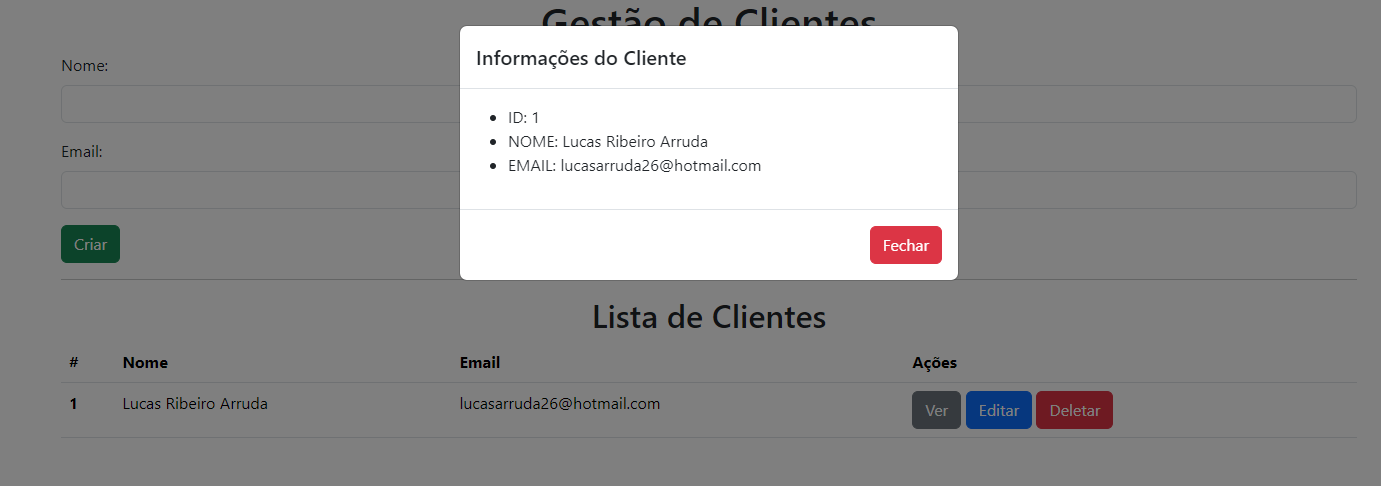 Gestão de Clientes
Informações do Cliente
Nome:
ID: 1
NOME: Lucas Ribeiro Arruda
Email:
EMAIL: lucasarruda26@hotmail.com
Criar
Fechar
Lista de Clientes
# Nome Email Ações
1 Lucas Ribeiro Arruda lucasarruda26@hotmail.com Ver Editar Deletar